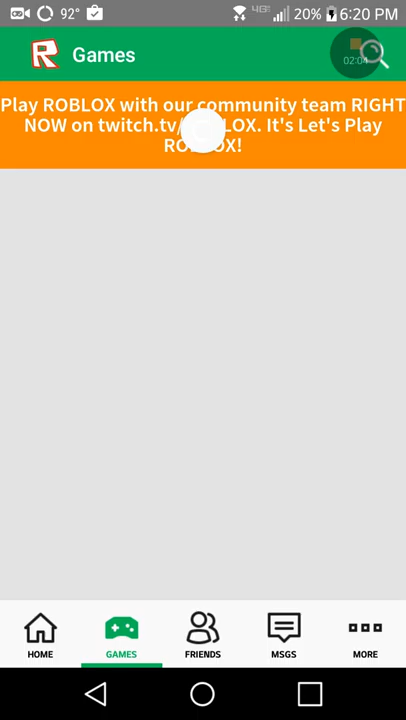 92° 4G 20% 6:20 PM
R Games 02:04
Play ROBLOX with our community team RIGHT
NOW on twitch.tv/ LOX. It's Let's Play
RO X!
HOME GAMES FRIENDS MSGS MORE